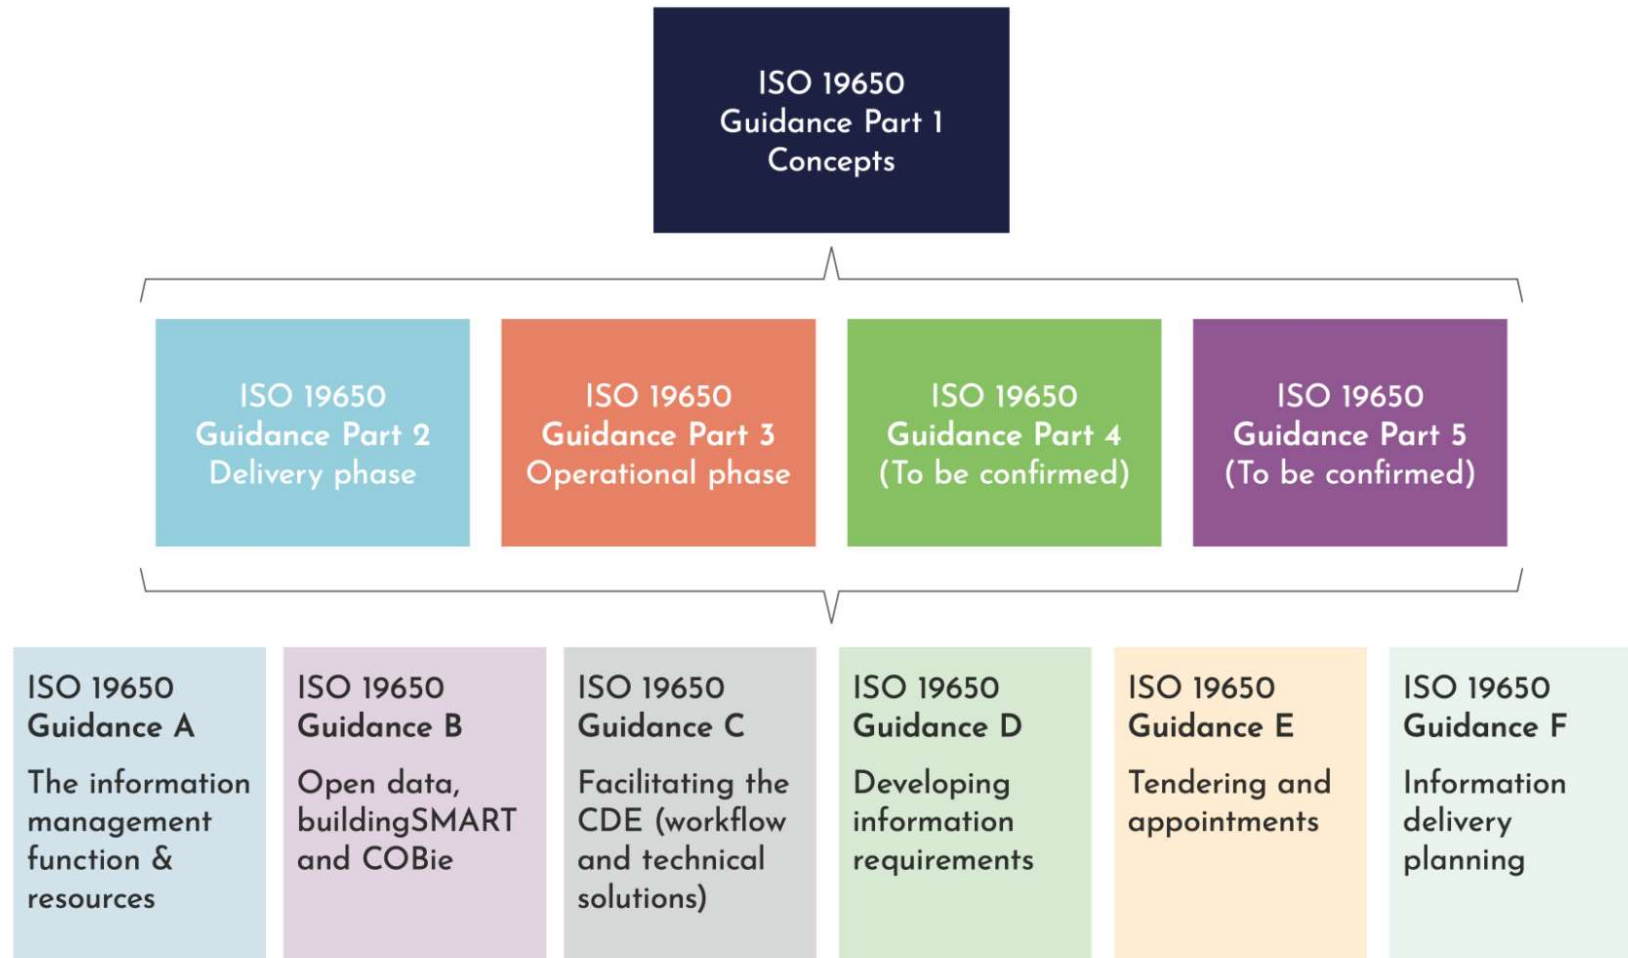 ISO 19650
Guidance Part 1
Concepts
ISO 19650
Guidance Part 2
Delivery phase
ISO 19650
Guidance Part 3
Operational phase
ISO 19650
Guidance Part 4
(To be confirmed)
ISO 19650
Guidance Part 5
(To be confirmed)
ISO 19650
Guidance A
The information
management
function &
resources
ISO 19650
Guidance B
Open data,
buildingSMART
and COBie
ISO 19650
Guidance C
Facilitating the
CDE (workflow
and technical
solutions)
ISO 19650
Guidance D
Developing
information
requirements
ISO 19650
Guidance E
Tendering and
appointments
ISO 19650
Guidance F
Information
delivery
planning